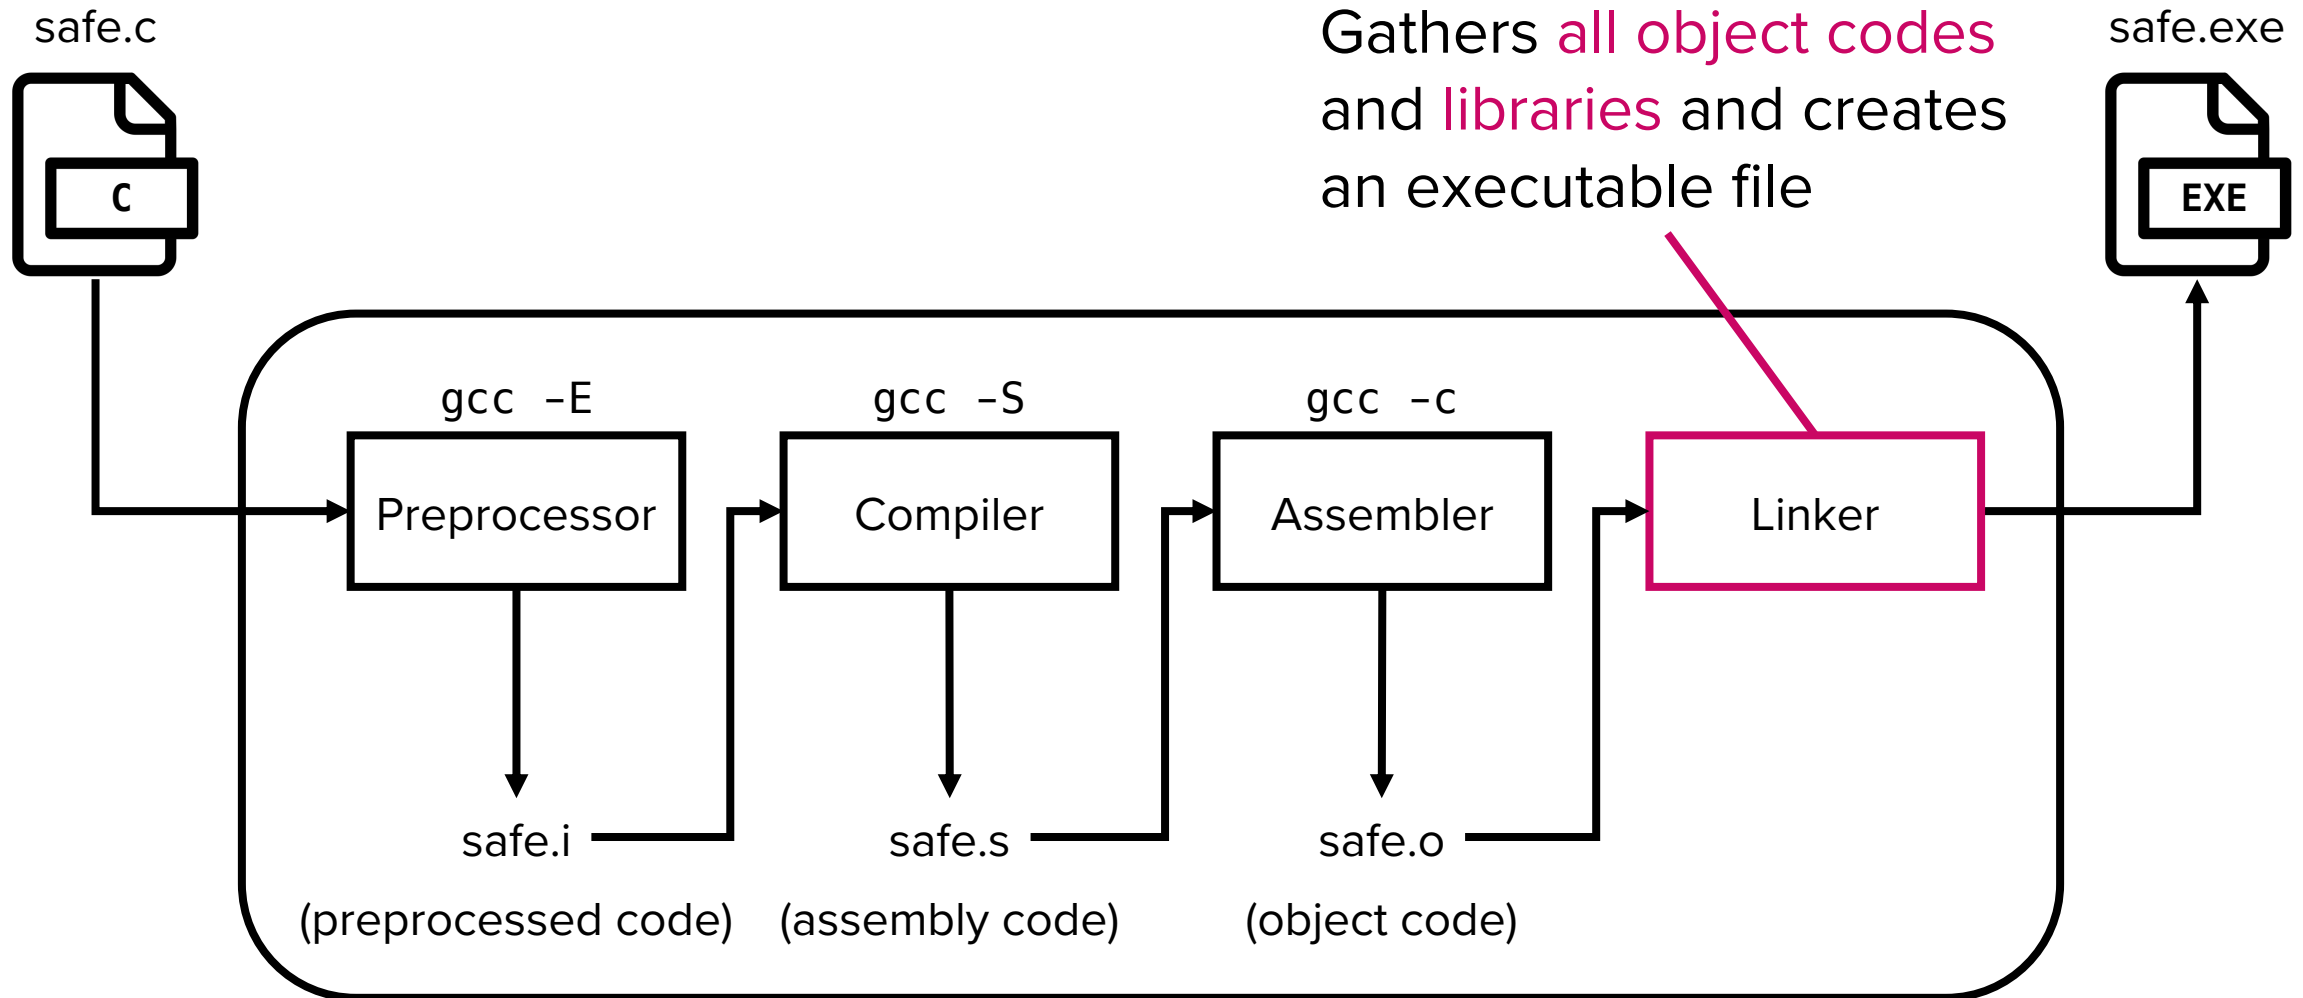 safe.c
C
Gathers all object codes
and libraries and creates
an executable file
safe.exe
EXE
gcc -E
gcc -S
gcc -c
Preprocessor
Compiler
Assembler
Linker
safe.i
safe.s
safe.o
(preprocessed code)
(assembly code)
(object code)